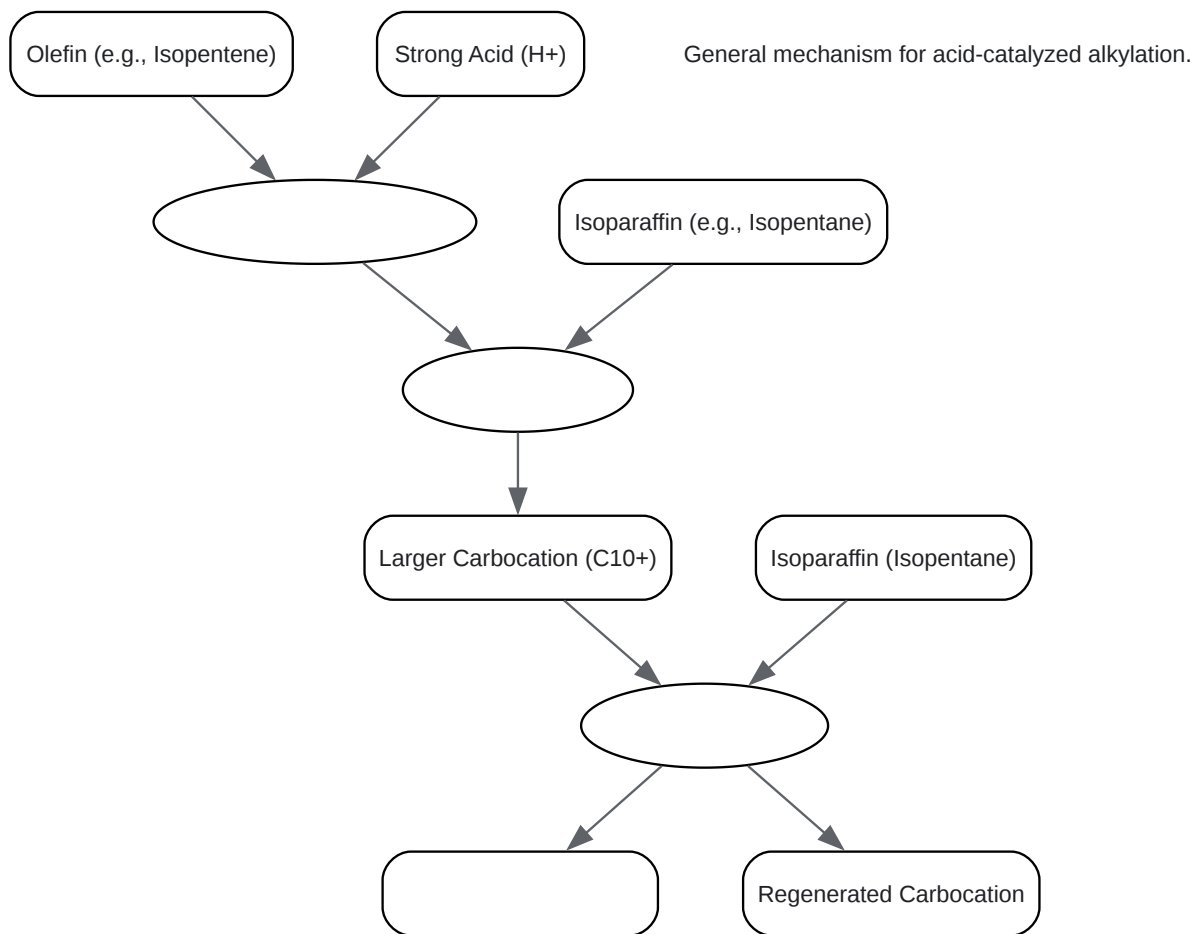 Olefin (e.g., Isopentene)
Strong Acid (H+)
General mechanism for acid-catalyzed alkylation.
Isoparaffin (e.g., Isopentane)
Larger Carbocation (C10+)
Isoparaffin (Isopentane)
Regenerated Carbocation